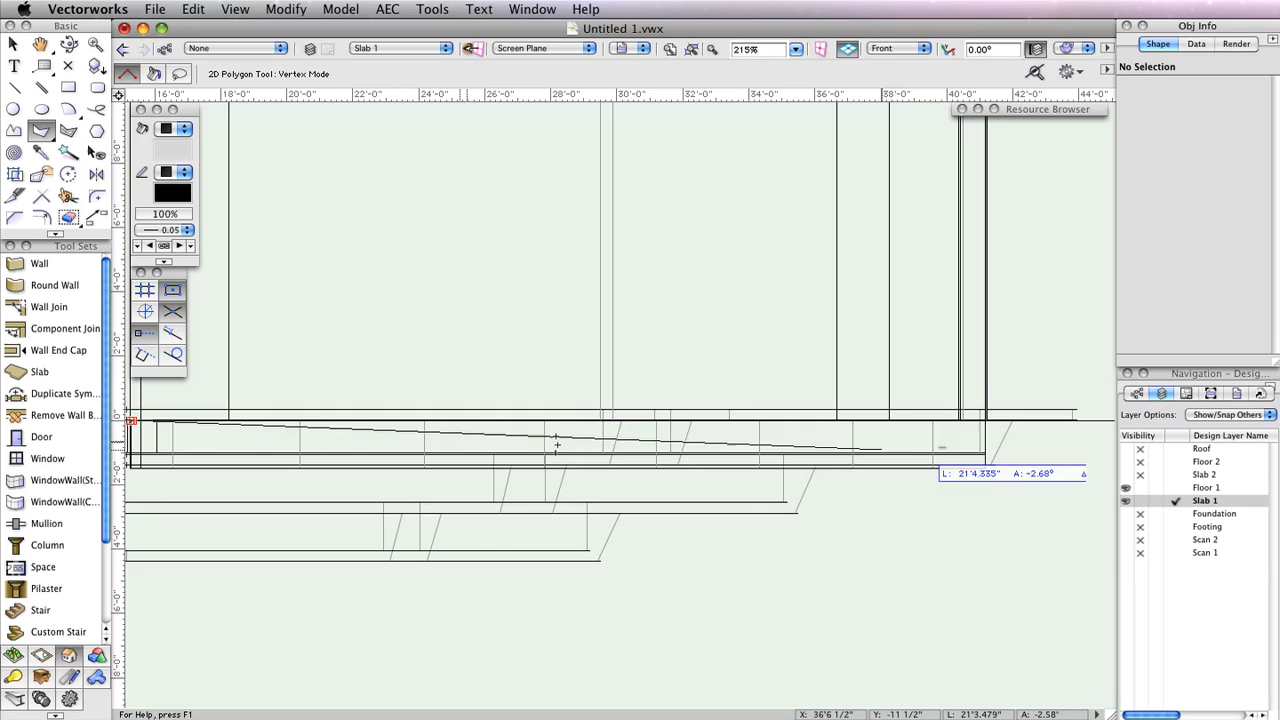 Vectorworks File Edit View Modify Model AEC Tools Text Window Help
Basic
Untitled 1.vwx
Obj Info
None Slab 1 Screen Plane 215% Front 0.00°
Shape Data Render
No Selection
2D Polygon Tool: Vertex Mode
16'-0" 20'-0" 22'-0" 24'-0" 26'-0" 28'-0" 30'-0" 32'-0" 34'-0" 36'-0" 38'-0" 40'-0" 42'-0" 44'-0"
Resource Browser
100%
0.05
Tool Sets
Wall
Round Wall
Wall Join
Component Join
Wall End Cap
Slab
Duplicate Sym...
Remove Wall B...
Door
Window
WindowWall(St...
WindowWall(C...
Mullion
Column
Space
Pilaster
Stair
Custom Stair
L: 21'4.335" A: -2.68°
Navigation - Desig...
Layer Options: Show/Snap Others
Visibility Design Layer Name
Roof
Floor 2
Slab 2
Floor 1
Slab 1
Foundation
Footing
Scan 2
Scan 1
For Help, press F1
X: 36'6 1/2" Y: -11 1/2" L: 21'3.479" A: -2.58°